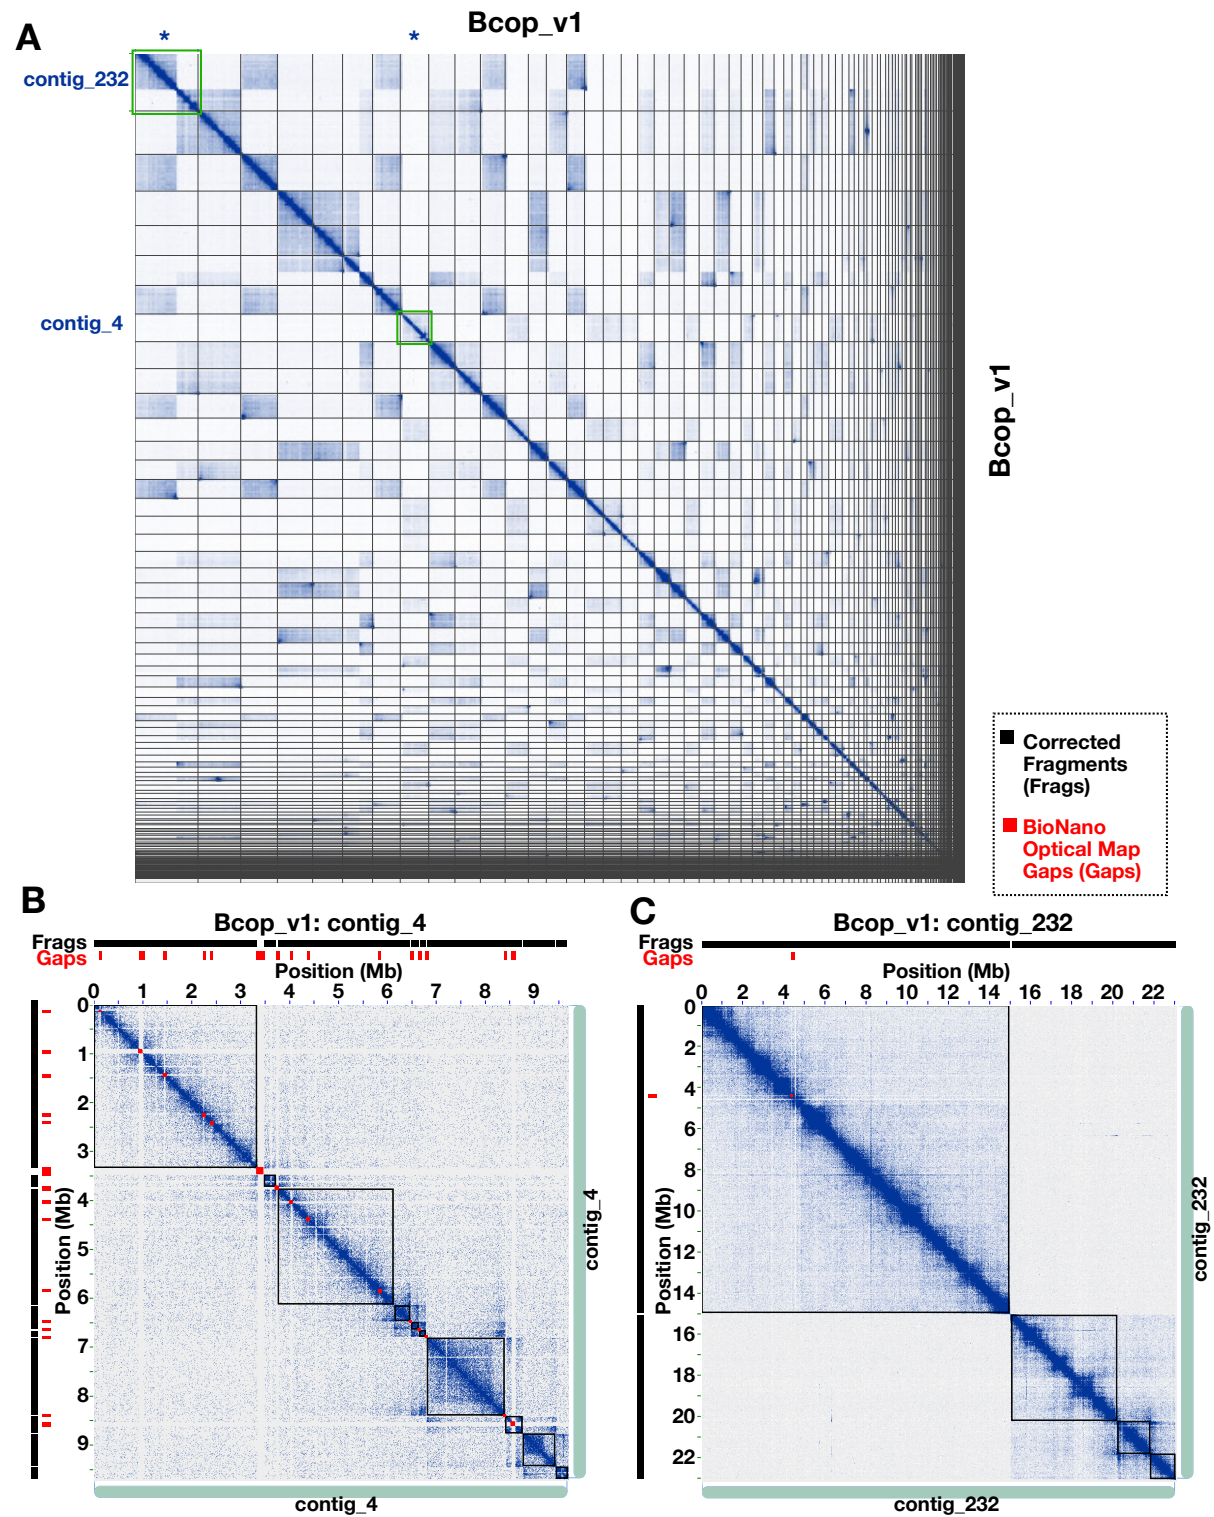 A
Bcop_v1
* *
contig_232
contig_4
Bcop_v1
Corrected
Fragments
(Frags)
BioNano
Optical Map
Gaps (Gaps)
B
Bcop_v1: contig_4
Frags
Gaps
Position (Mb)
0 1 2 3 4 5 6 7 8 9
0
1
2
3
4
5
6
7
8
9
Position (Mb)
contig_4
contig_4
C
Bcop_v1: contig_232
Frags
Gaps
Position (Mb)
0 2 4 6 8 10 12 14 16 18 20 22
0
2
4
6
8
10
12
14
16
18
20
22
Position (Mb)
contig_232
contig_232